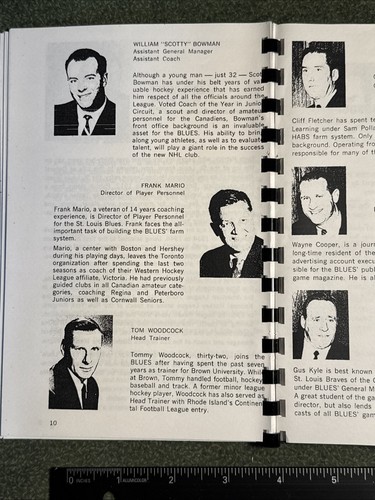 WILLIAM "SCOTTY" BOWMAN
Assistant General Manager
Assistant Coach
Although a young man — just 32 — Scot
Bowman has under his belt years of val
uable hockey experience that has earned
him respect of all the officials around the
League. Voted Coach of the Year in Junio
Circuit, a scout and director of amateur
personnel for the Canadiens, Bowman's
front office background is an invaluable
asset for the BLUES. His ability to bring
along young athletes, as well as to evaluate
talent, will play a giant role in the success
of the new NHL club.
FRANK MARIO
Director of Player Personnel
Frank Mario, a veteran of 14 years coaching
experience, is Director of Player Personnel
for the St. Louis Blues. Frank faces the all-
important task of building the BLUES' farm
system.
Mario, a center with Boston and Hershey
during his playing days, leaves the Toronto
organization after spending the last two
seasons as coach of their Western Hockey
League affiliate, Victoria. He had previously
guided clubs in all Canadian amateur cate-
gories, coaching Regina and Peterboro
Juniors as well as Cornwall Seniors.
TOM WOODCOCK
Head Trainer
Tommy Woodcock, thirty-two, joins the
BLUES after having spent the past seven
years as trainer for Brown University. While
at Brown, Tommy handled football, hockey
baseball and track. A former minor league
hockey player, Woodcock has also served as
Head Trainer with Rhode Island's Continen-
tal Football League entry.
10
Cliff Fletcher has spent te
Learning under Sam Polla
HABS farm system. Only
background. Operating fro
responsible for many of t
Wayne Cooper, is a journ
long-time resident of the
advertising account execu
sible for the BLUES' publ
game magazine. He is al
Gus Kyle is best known
St. Louis Braves of the C
BLUES' General M
A great student of the ga
director, but also lends
casts of all BLUES' gam
0 INCHES 1 2 3 4 5